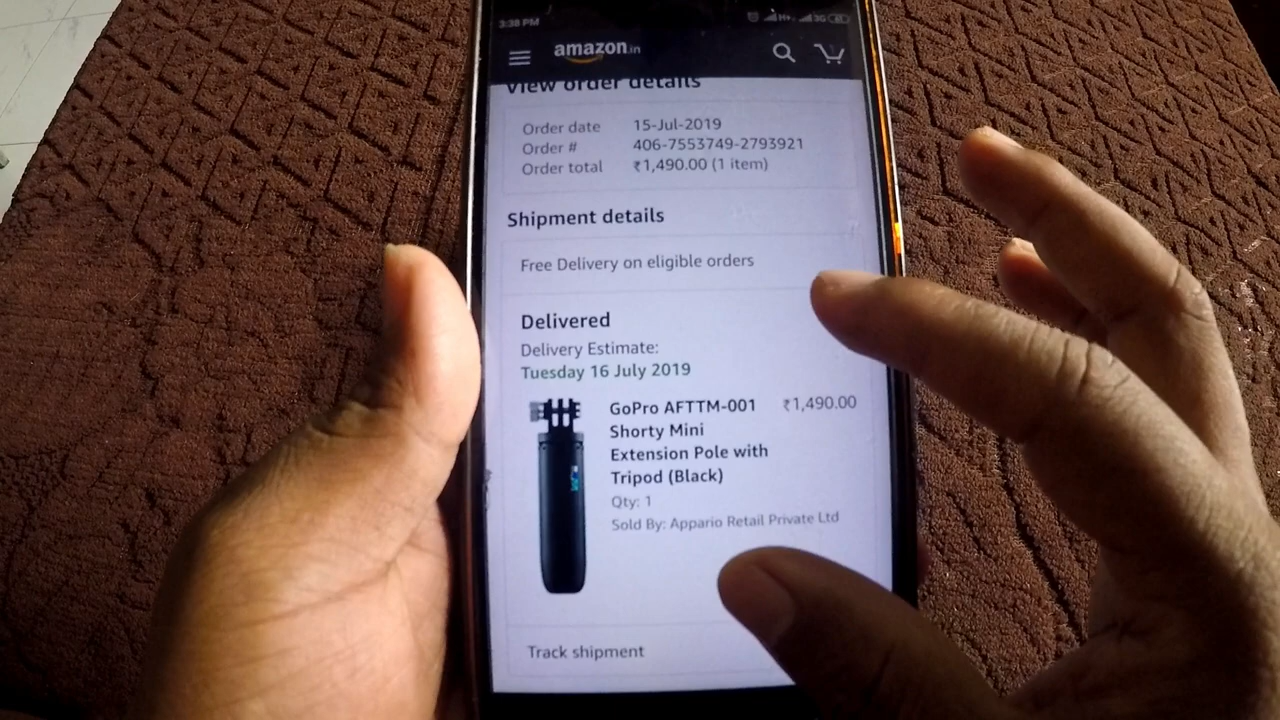 3:38 PM H+ 3G
amazon.in
View order details
Order date 15-Jul-2019
Order # 406-7553749-2793921
Order total ₹1,490.00 (1 item)
Shipment details
Free Delivery on eligible orders
Delivered
Delivery Estimate:
Tuesday 16 July 2019
GoPro AFTTM-001 ₹1,490.00
Shorty Mini
Extension Pole with
Tripod (Black)
Qty: 1
Sold By: Appario Retail Private Ltd
Track shipment